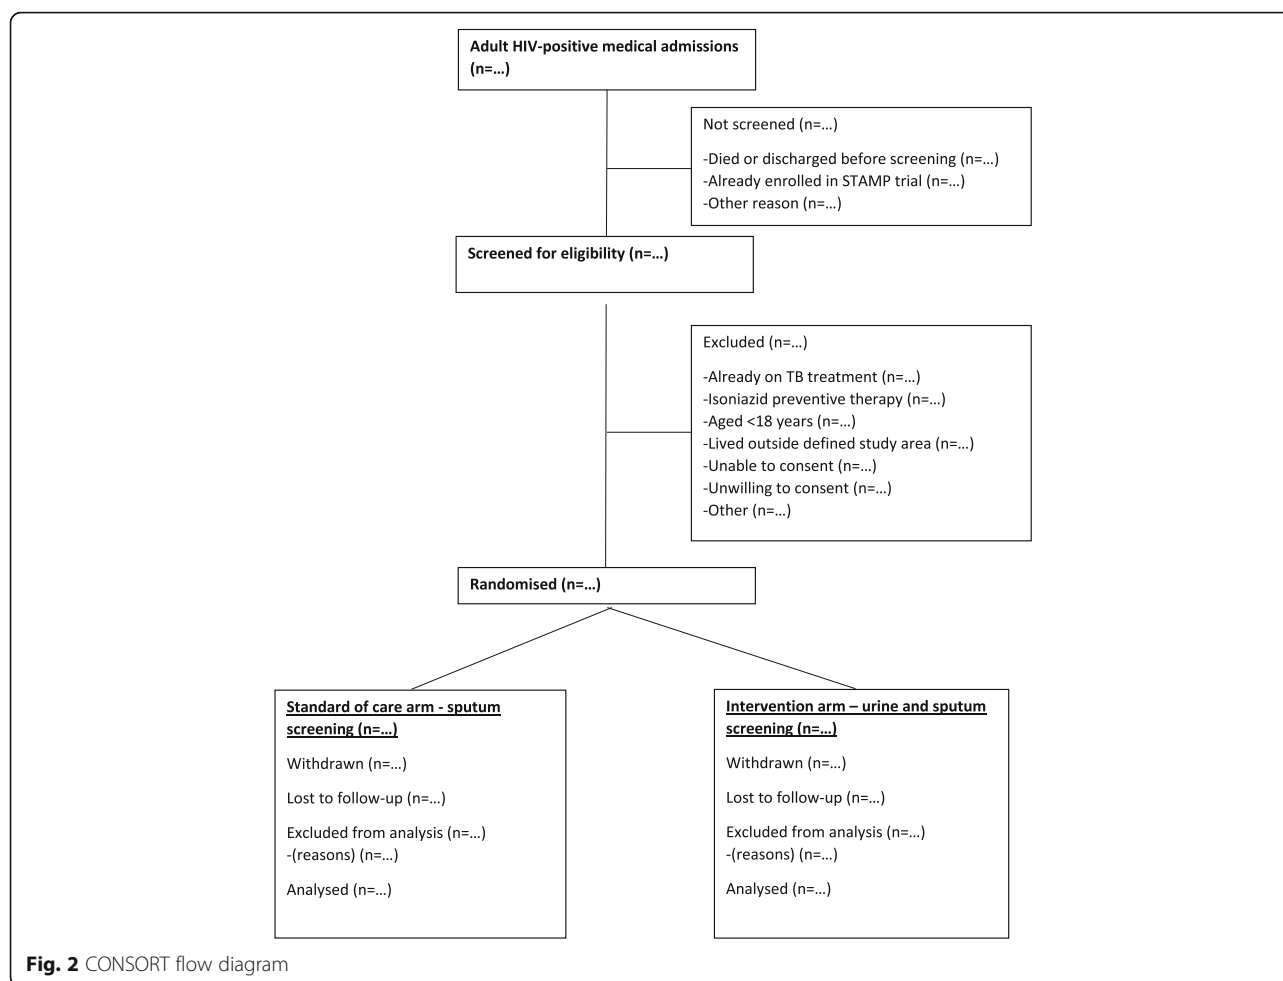 Adult HIV-positive medical admissions
(n=…)
Not screened (n=…)
-Died or discharged before screening (n=…)
-Already enrolled in STAMP trial (n=…)
-Other reason (n=…)
Screened for eligibility (n=…)
Excluded (n=…)
-Already on TB treatment (n=…)
-Isoniazid preventive therapy (n=…)
-Aged <18 years (n=…)
-Lived outside defined study area (n=…)
-Unable to consent (n=…)
-Unwilling to consent (n=…)
-Other (n=…)
Randomised (n=…)
Standard of care arm - sputum
screening (n=…)
Withdrawn (n=…)
Lost to follow-up (n=…)
Excluded from analysis (n=…)
-(reasons) (n=…)
Analysed (n=…)
Intervention arm – urine and sputum
screening (n=…)
Withdrawn (n=…)
Lost to follow-up (n=…)
Excluded from analysis (n=…)
-(reasons) (n=…)
Analysed (n=…)
Fig. 2 CONSORT flow diagram